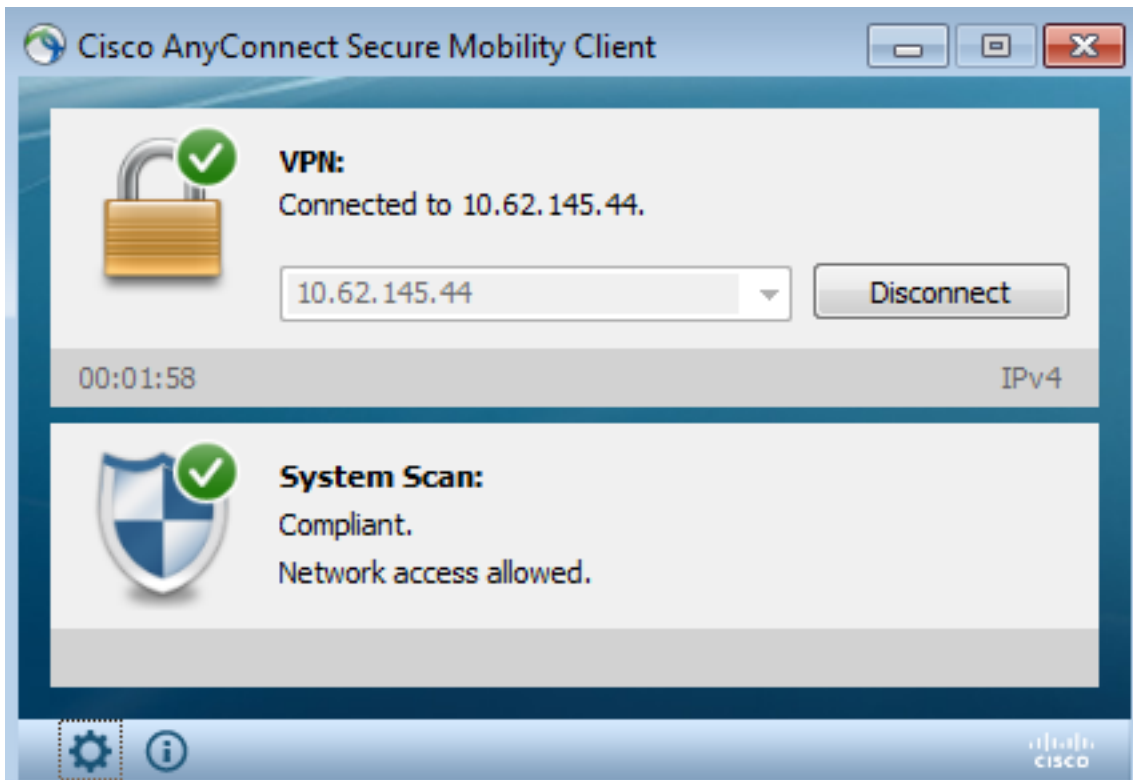 Cisco AnyConnect Secure Mobility Client
VPN:
Connected to 10.62.145.44.
10.62.145.44
Disconnect
00:01:58
IPv4
System Scan:
Compliant.
Network access allowed.
cisco